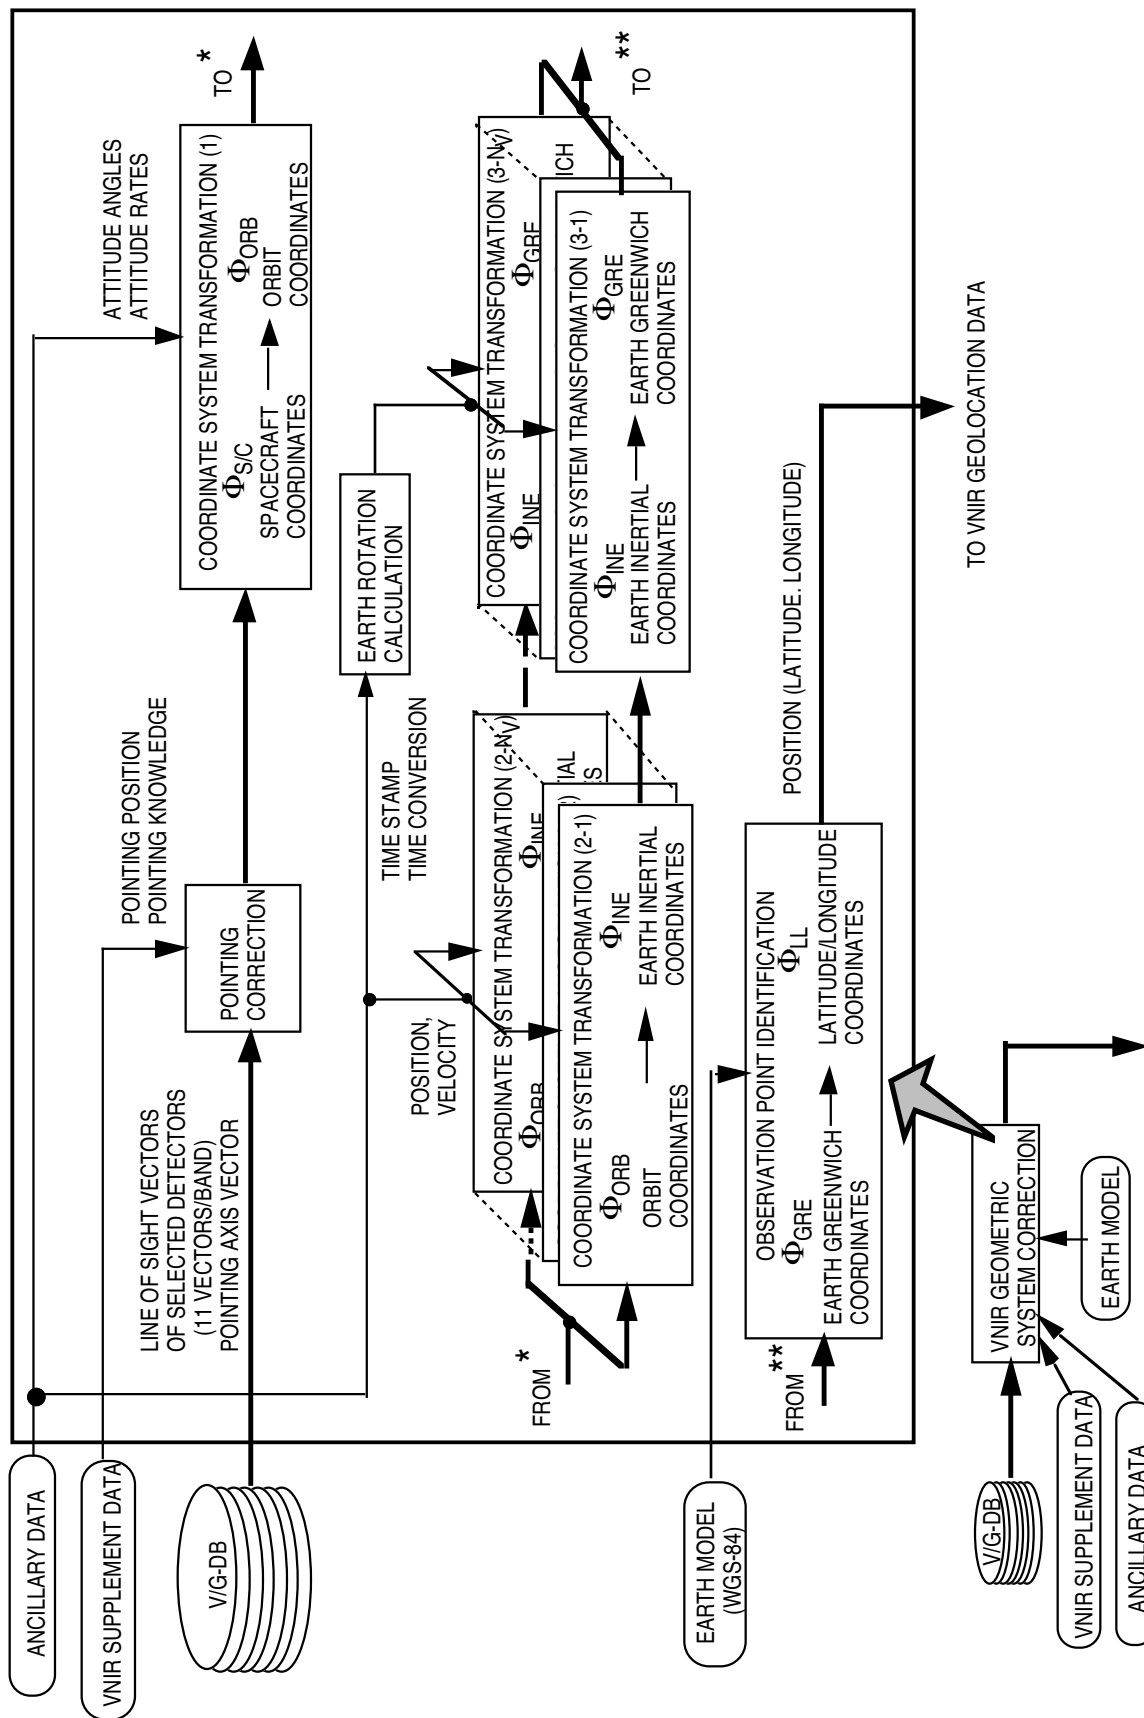 ANCILLARY DATA
VNIR SUPPLEMENT DATA
V/G-DB
LINE OF SIGHT VECTORS
OF SELECTED DETECTORS
(11 VECTORS/BAND)
POINTING AXIS VECTOR
POINTING
CORRECTION
POINTING POSITION
POINTING KNOWLEDGE
COORDINATE SYSTEM TRANSFORMATION (1)
ΦS/C
ΦORB
SPACECRAFT
COORDINATES
ORBIT
COORDINATES
ATTITUDE ANGLES
ATTITUDE RATES
TO *
TIME STAMP
TIME CONVERSION
EARTH ROTATION
CALCULATION
POSITION,
VELOCITY
FROM *
COORDINATE SYSTEM TRANSFORMATION (2-NV)
ΦORB
ΦINE
IAL
COORDINATE SYSTEM TRANSFORMATION (2-1)
ΦORB
ΦINE
ORBIT
COORDINATES
EARTH INERTIAL
COORDINATES
COORDINATE SYSTEM TRANSFORMATION (3-NV)
ΦINE
ΦGRE
ICH
COORDINATE SYSTEM TRANSFORMATION (3-1)
ΦINE
ΦGRE
EARTH INERTIAL
COORDINATES
EARTH GREENWICH
COORDINATES
TO **
EARTH MODEL
(WGS-84)
FROM **
OBSERVATION POINT IDENTIFICATION
ΦGRE
ΦLL
EARTH GREENWICH
COORDINATES
LATITUDE/LONGITUDE
COORDINATES
POSITION (LATITUDE. LONGITUDE)
TO VNIR GEOLOCATION DATA
V/G-DB
VNIR GEOMETRIC
SYSTEM CORRECTION
EARTH MODEL
VNIR SUPPLEMENT DATA
ANCILLARY DATA